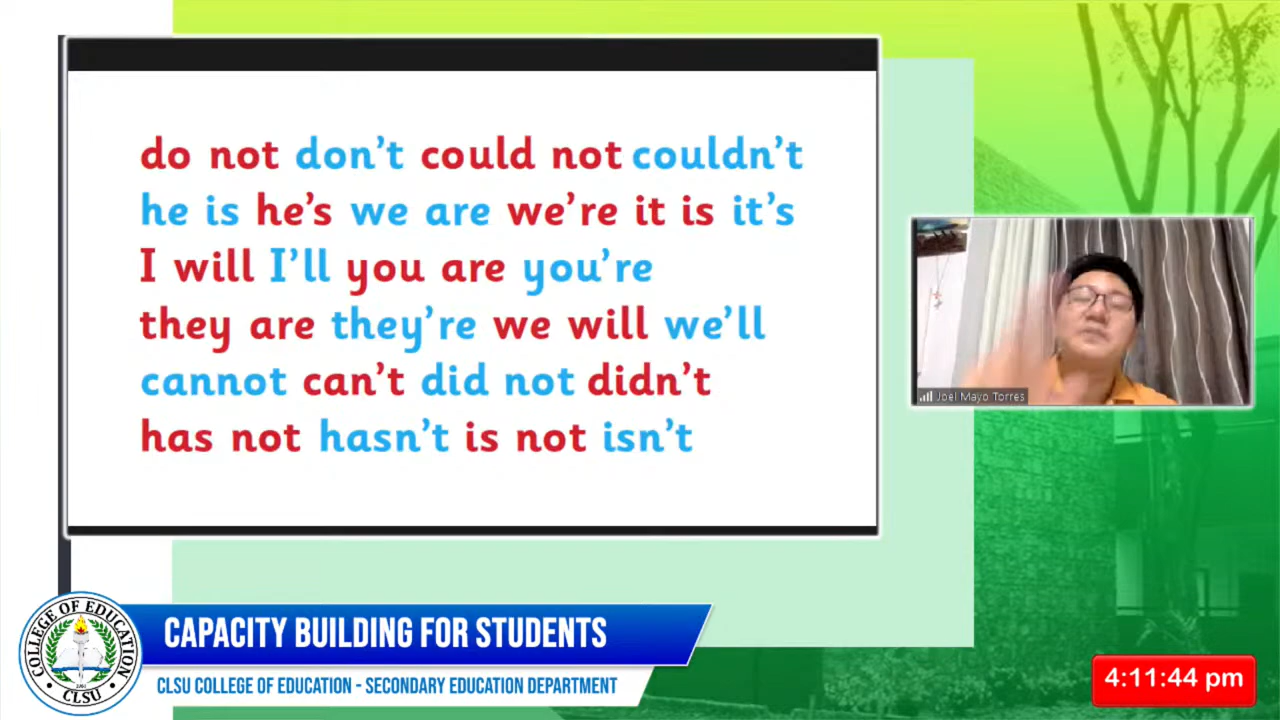 do not don't could not couldn't
he is he's we are we're it is it's
I will I'll you are you're
they are they're we will we'll
cannot can't did not didn't
has not hasn't is not isn't
Joel Mayo Torres
COLLEGE OF EDUCATION
CLSU
CAPACITY BUILDING FOR STUDENTS
CLSU COLLEGE OF EDUCATION - SECONDARY EDUCATION DEPARTMENT
4:11:44 pm